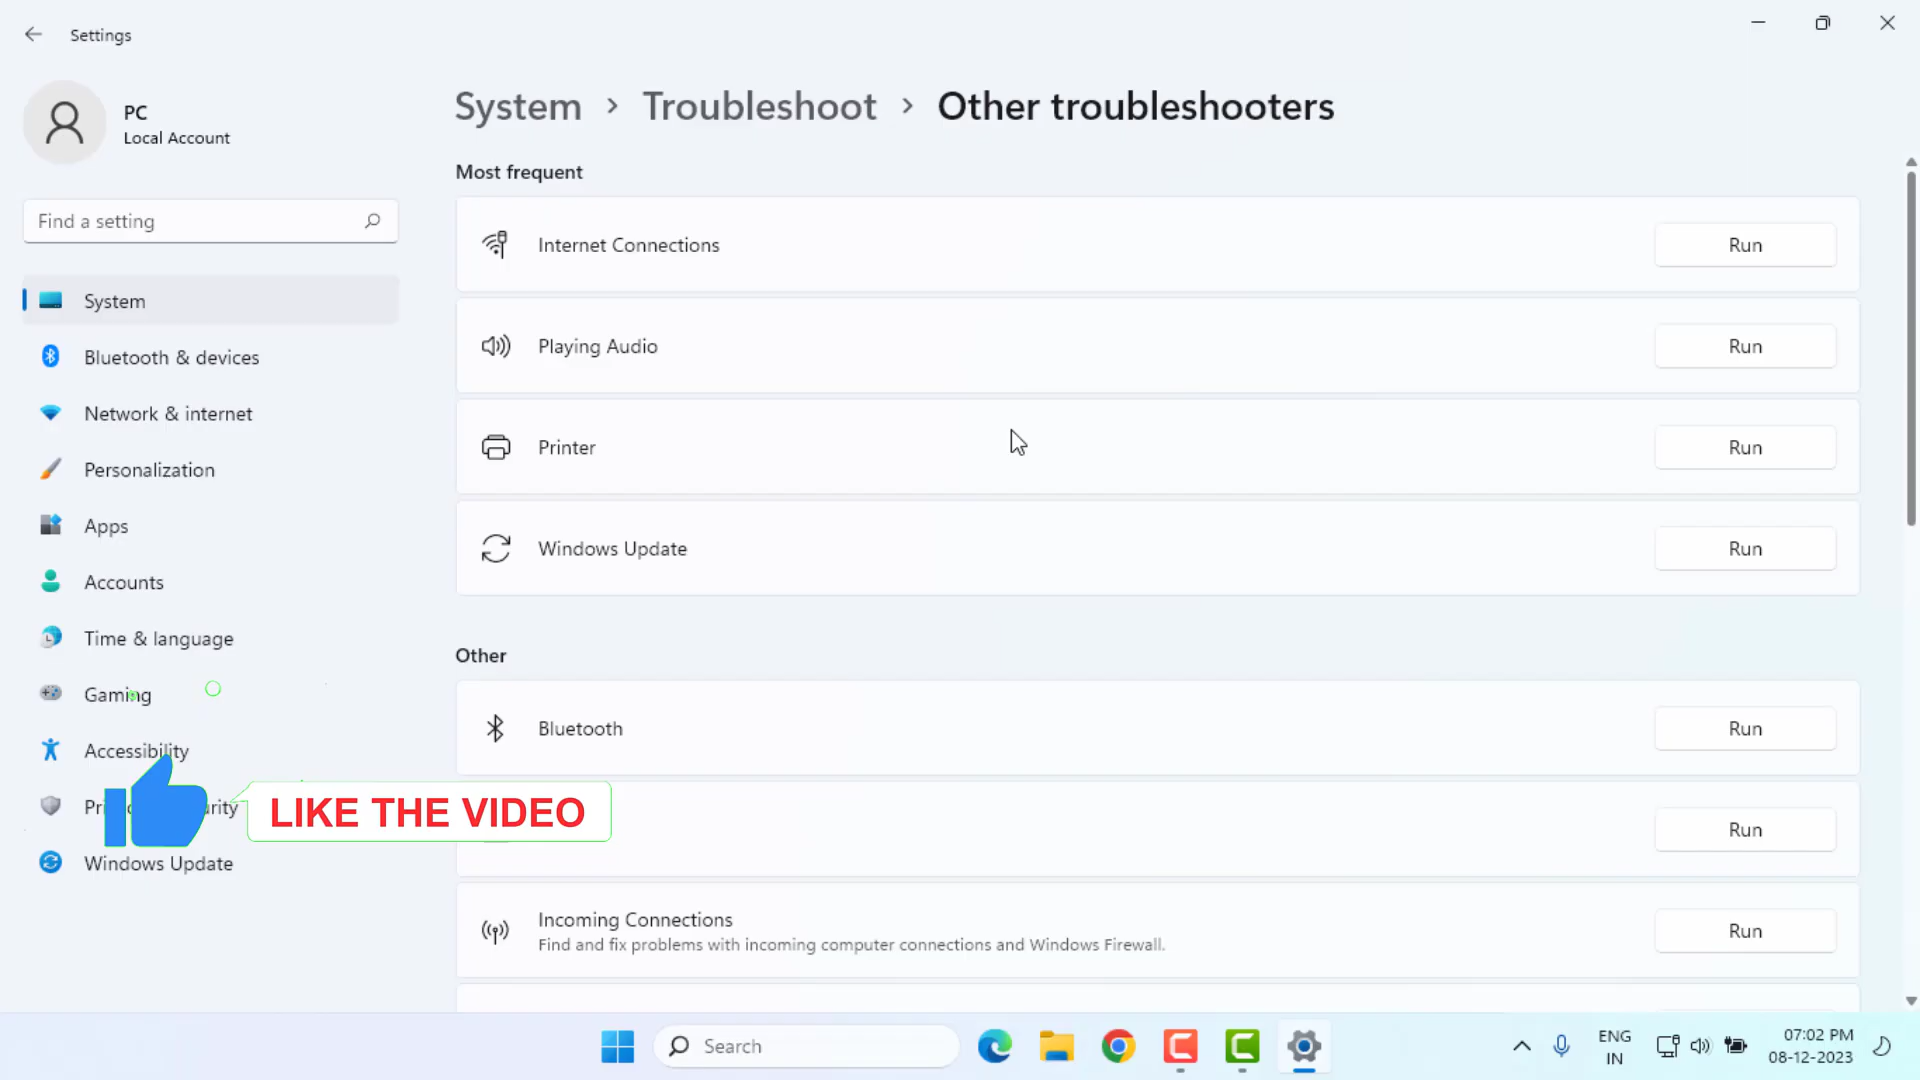 Settings
PC
Local Account
Find a setting
System
Bluetooth & devices
Network & internet
Personalization
Apps
Accounts
Time & language
Gaming
Accessibility
Windows Update
LIKE THE VIDEO
System > Troubleshoot > Other troubleshooters
Most frequent
Internet Connections
Run
Playing Audio
Run
Printer
Run
Windows Update
Run
Other
Bluetooth
Run
Run
Incoming Connections
Find and fix problems with incoming computer connections and Windows Firewall.
Run
Search
ENG
IN
07:02 PM
08-12-2023